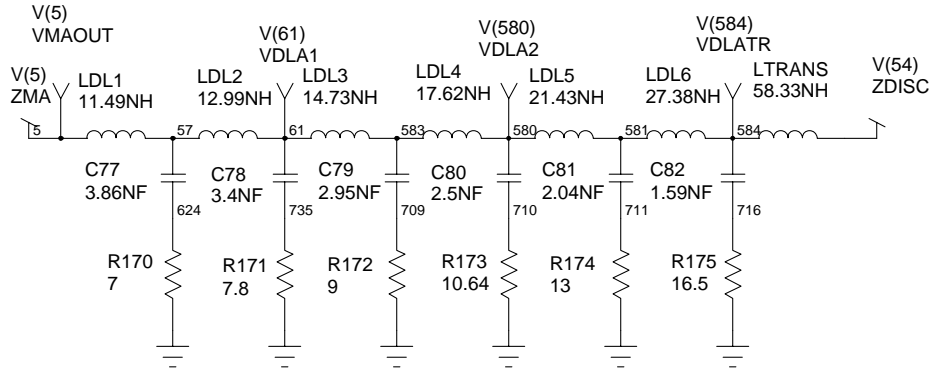 V(5)
VMAOUT
V(61)
VDLA1
V(580)
VDLA2
V(584)
VDLATR
V(5)
ZMA
LDL1
11.49NH
LDL2
12.99NH
LDL3
14.73NH
LDL4
17.62NH
LDL5
21.43NH
LDL6
27.38NH
LTRANS
58.33NH
V(54)
ZDISC
5
57
61
583
580
581
584
C77
3.86NF
C78
3.4NF
C79
2.95NF
C80
2.5NF
C81
2.04NF
C82
1.59NF
624
735
709
710
711
716
R170
7
R171
7.8
R172
9
R173
10.64
R174
13
R175
16.5